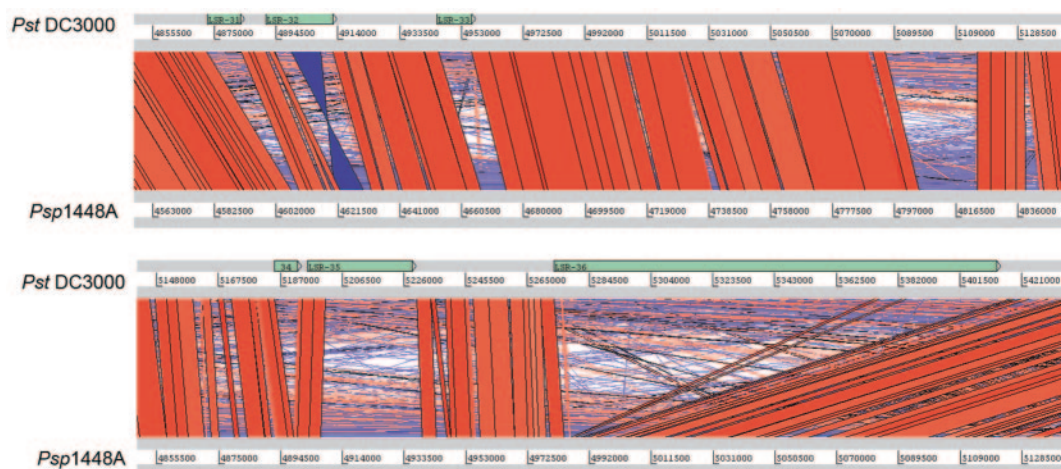 LSR-31 LSR-32 LSR-33
Pst DC3000
4855500 4875000 4894500 4914000 4933500 4953000 4972500 4992000 5011500 5031000 5050500 5070000 5089500 5109000 5128500
Psp1448A
4563000 4582500 4602000 4621500 4641000 4660500 4680000 4699500 4719000 4738500 4758000 4777500 4797000 4816500 4836000
34 LSR-35 LSR-36
Pst DC3000
5148000 5167500 5187000 5206500 5226000 5245500 5265000 5284500 5304000 5323500 5343000 5362500 5382000 5401500 5421000
Psp1448A
4855500 4875000 4894500 4914000 4933500 4953000 4972500 4992000 5011500 5031000 5050500 5070000 5089500 5109000 5128500